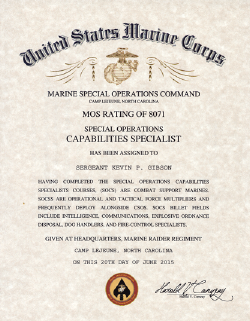 United States Marine Corps
MARINE SPECIAL OPERATIONS COMMAND
CAMP LEJEUNE, NORTH CAROLINA
MOS RATING OF 8071
SPECIAL OPERATIONS
CAPABILITIES SPECIALIST
HAS BEEN ASSIGNED TO
SERGEANT KEVIN P. GIBSON
HAVING COMPLETED THE SPECIAL OPERATIONS CAPABILITIES
SPECIALISTS COURSES, (SOCS) ARE COMBAT SUPPORT MARINES.
SOCSS ARE OPERATIONAL AND TACTICAL FORCE MULTIPLIERS AND
FREQUENTLY DEPLOY ALONGSIDE CSOS. SOCS BILLET FIELDS
INCLUDE INTELLIGENCE, COMMUNICATIONS, EXPLOSIVE ORDNANCE
DISPOSAL, DOG HANDLERS, AND FIRE-CONTROL SPECIALISTS.
GIVEN AT HEADQUARTERS, MARINE RAIDER REGIMENT
CAMP LEJEUNE, NORTH CAROLINA
ON THIS 20TH DAY OF JUNE 2015